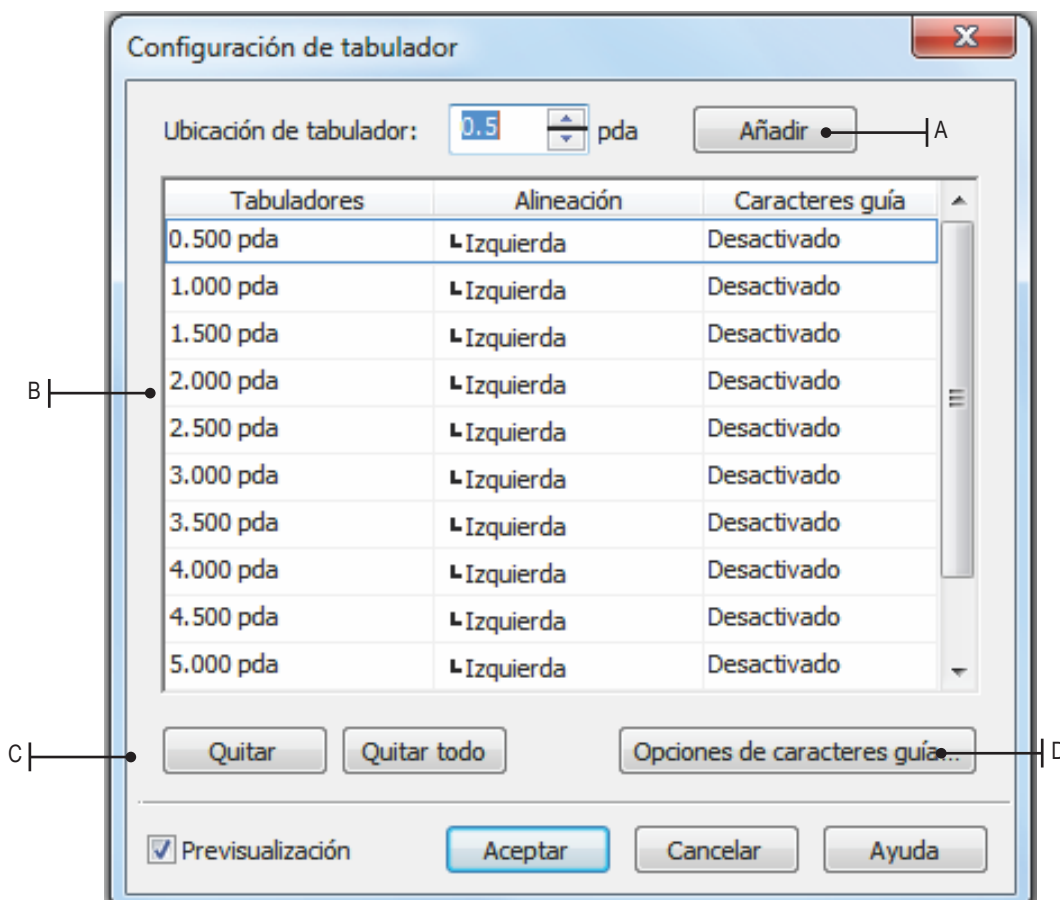 Configuración de tabulador
Ubicación de tabulador: 0.5 pda Añadir A
Tabuladores Alineación Caracteres guía
0.500 pda Izquierda Desactivado
1.000 pda Izquierda Desactivado
1.500 pda Izquierda Desactivado
B 2.000 pda Izquierda Desactivado
2.500 pda Izquierda Desactivado
3.000 pda Izquierda Desactivado
3.500 pda Izquierda Desactivado
4.000 pda Izquierda Desactivado
4.500 pda Izquierda Desactivado
5.000 pda Izquierda Desactivado
C Quitar Quitar todo Opciones de caracteres guía... D
Previsualización Aceptar Cancelar Ayuda